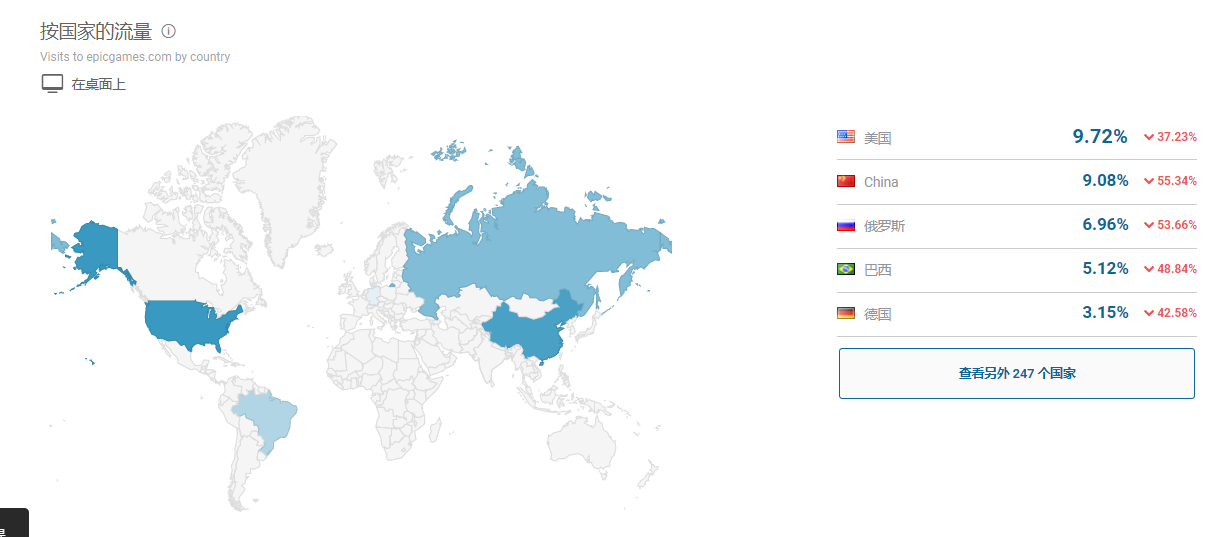 按国家的流量
Visits to epicgames.com by country
在桌面上
美国 9.72% 37.23%
China 9.08% 55.34%
俄罗斯 6.96% 53.66%
巴西 5.12% 48.84%
德国 3.15% 42.58%
查看另外 247 个国家